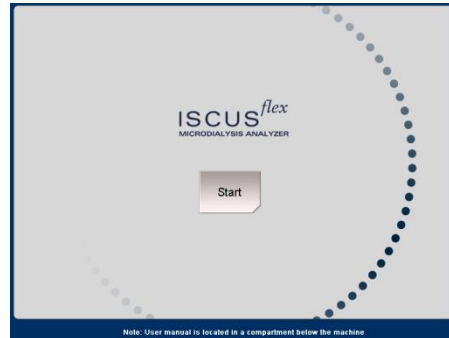 ISCUS flex
MICRODIALYSIS ANALYZER
Start
Note: User manual is located in a compartment below the machine